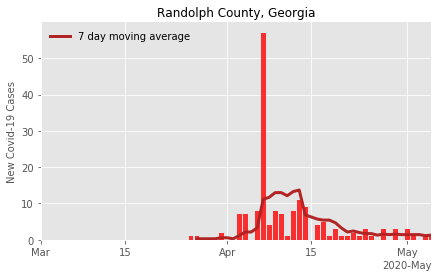 Randolph County, Georgia
7 day moving average
New Covid-19 Cases
50
40
30
20
10
0
Mar
15
Apr
15
May
2020-May